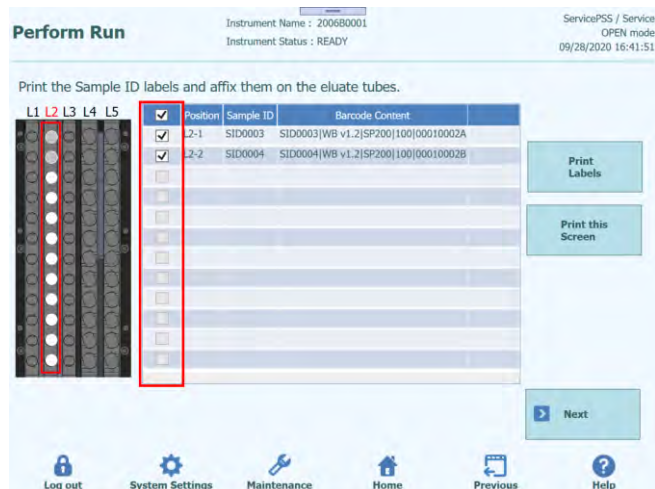 Perform Run
Instrument Name : 2006B0001
Instrument Status : READY
ServicePSS / Service
OPEN mode
09/28/2020 16:41:51
Print the Sample ID labels and affix them on the eluate tubes.
L1 L2 L3 L4 L5
Position Sample ID Barcode Content
L2-1 SID0003 SID0003|WB v1.2|SP200|100|00010002A
L2-2 SID0004 SID0004|WB v1.2|SP200|100|00010002B
Print
Labels
Print this
Screen
Next
Log out System Settings Maintenance Home Previous Help